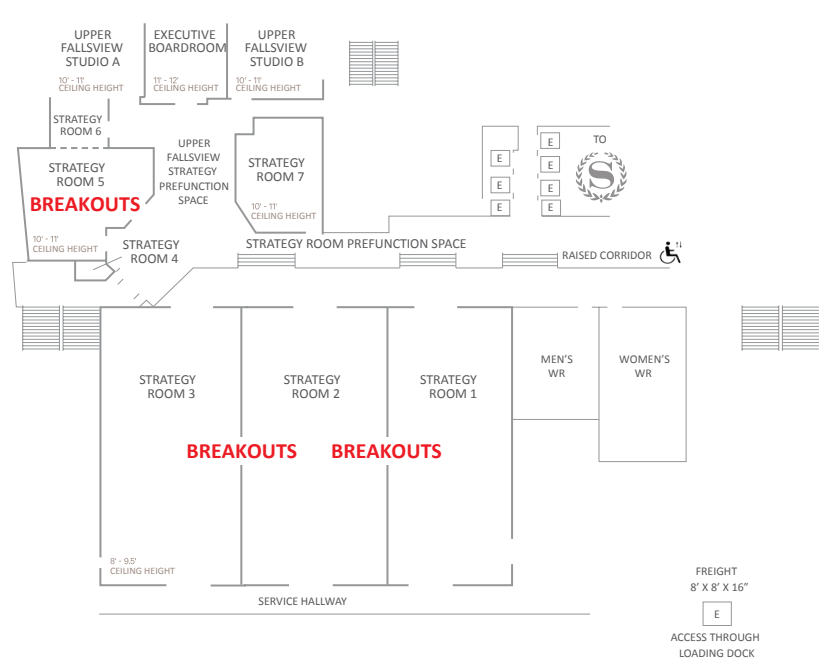 UPPER
FALLSVIEW
STUDIO A
10' - 11'
CEILING HEIGHT
EXECUTIVE
BOARDROOM
11' - 12'
CEILING HEIGHT
UPPER
FALLSVIEW
STUDIO B
10' - 11'
CEILING HEIGHT
STRATEGY
ROOM 6
STRATEGY
ROOM 5
BREAKOUTS
10' - 11'
CEILING HEIGHT
UPPER
FALLSVIEW
STRATEGY
PREFUNCTION
SPACE
STRATEGY
ROOM 7
10' - 11'
CEILING HEIGHT
E
E
E
E
E
E
E
TO
S
STRATEGY
ROOM 4
STRATEGY ROOM PREFUNCTION SPACE
RAISED CORRIDOR
STRATEGY
ROOM 3
STRATEGY
ROOM 2
STRATEGY
ROOM 1
MEN'S
WR
WOMEN'S
WR
BREAKOUTS
BREAKOUTS
8' - 9.5'
CEILING HEIGHT
SERVICE HALLWAY
FREIGHT
8' X 8' X 16"
E
ACCESS THROUGH
LOADING DOCK